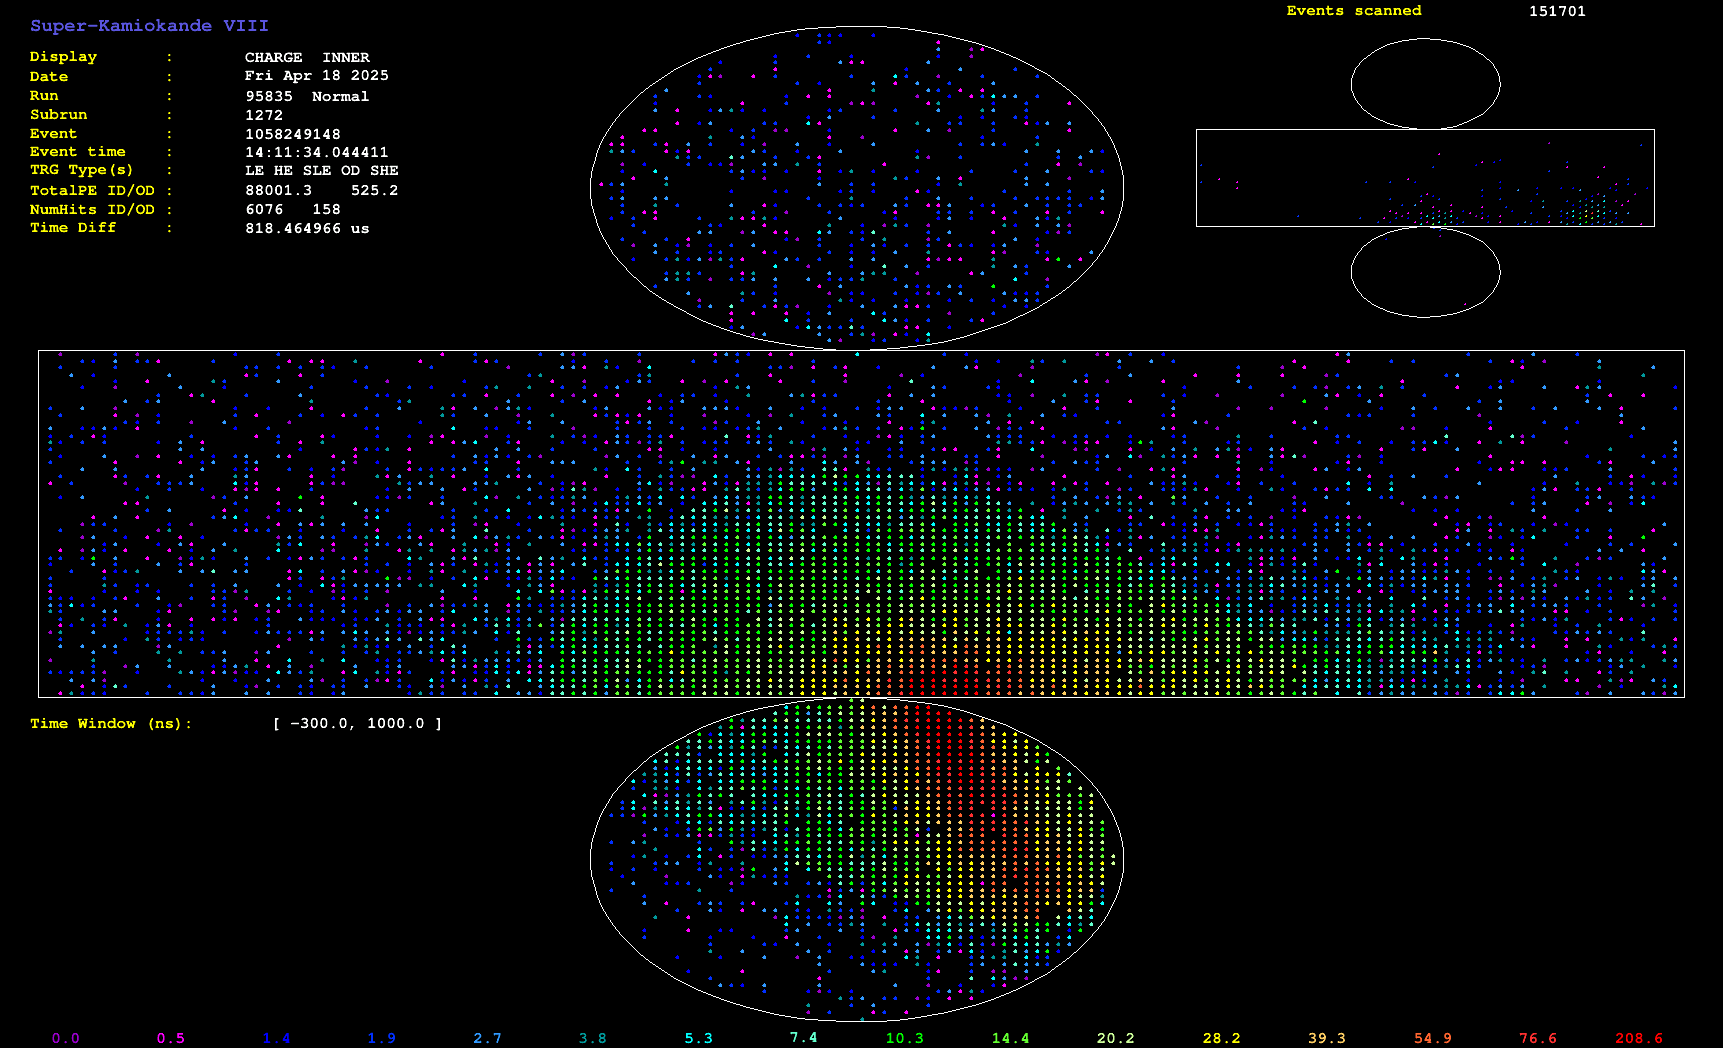 Super-Kamiokande VIII
Display : CHARGE INNER
Date : Fri Apr 18 2025
Run : 95835 Normal
Subrun : 1272
Event : 1058249148
Event time : 14:11:34.044411
TRG Type(s) : LE HE SLE OD SHE
TotalPE ID/OD : 88001.3 525.2
NumHits ID/OD : 6076 158
Time Diff : 818.464966 us
Events scanned 151701
Time Window (ns): [ -300.0, 1000.0 ]
0.0 0.5 1.4 1.9 2.7 3.8 5.3 7.4 10.3 14.4 20.2 28.2 39.3 54.9 76.6 208.6